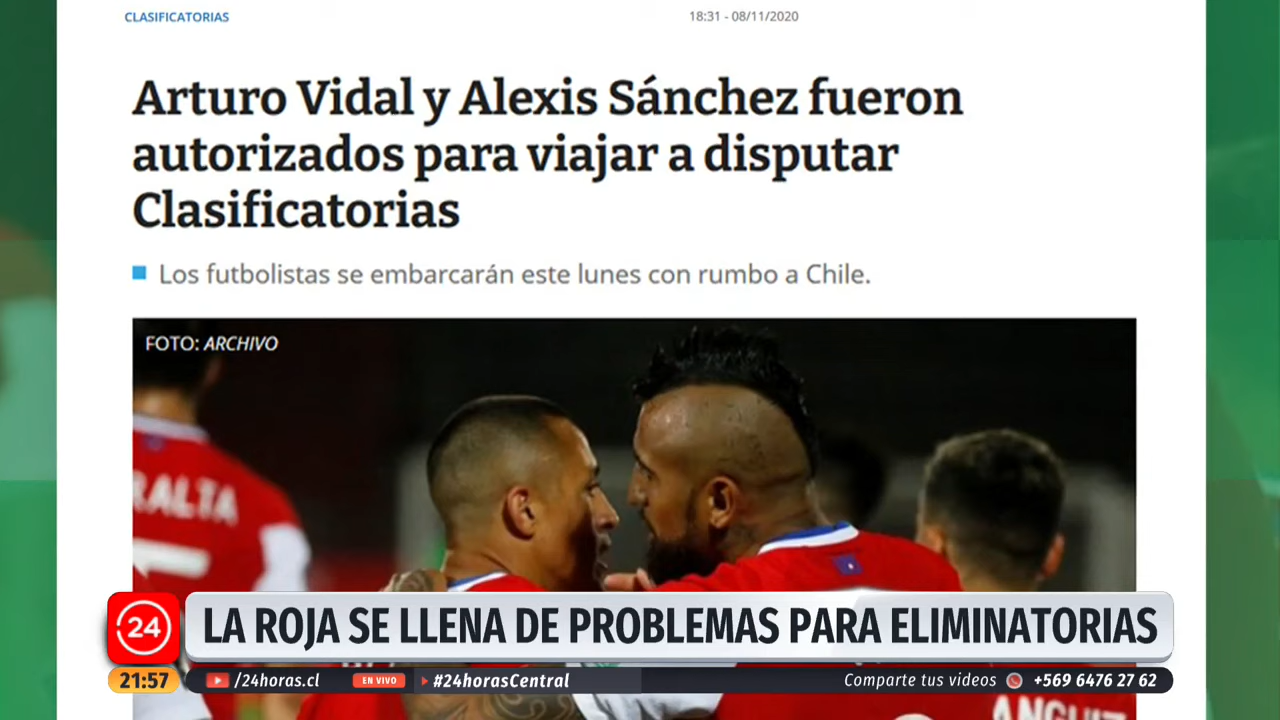 CLASIFICATORIAS
18:31 - 08/11/2020
Arturo Vidal y Alexis Sánchez fueron
autorizados para viajar a disputar
Clasificatorias
Los futbolistas se embarcarán este lunes con rumbo a Chile.
FOTO: ARCHIVO
RALTA
24
LA ROJA SE LLENA DE PROBLEMAS PARA ELIMINATORIAS
21:57
/24horas.cl
EN VIVO
#24horasCentral
Comparte tus videos
+569 6476 27 62
ANGUI